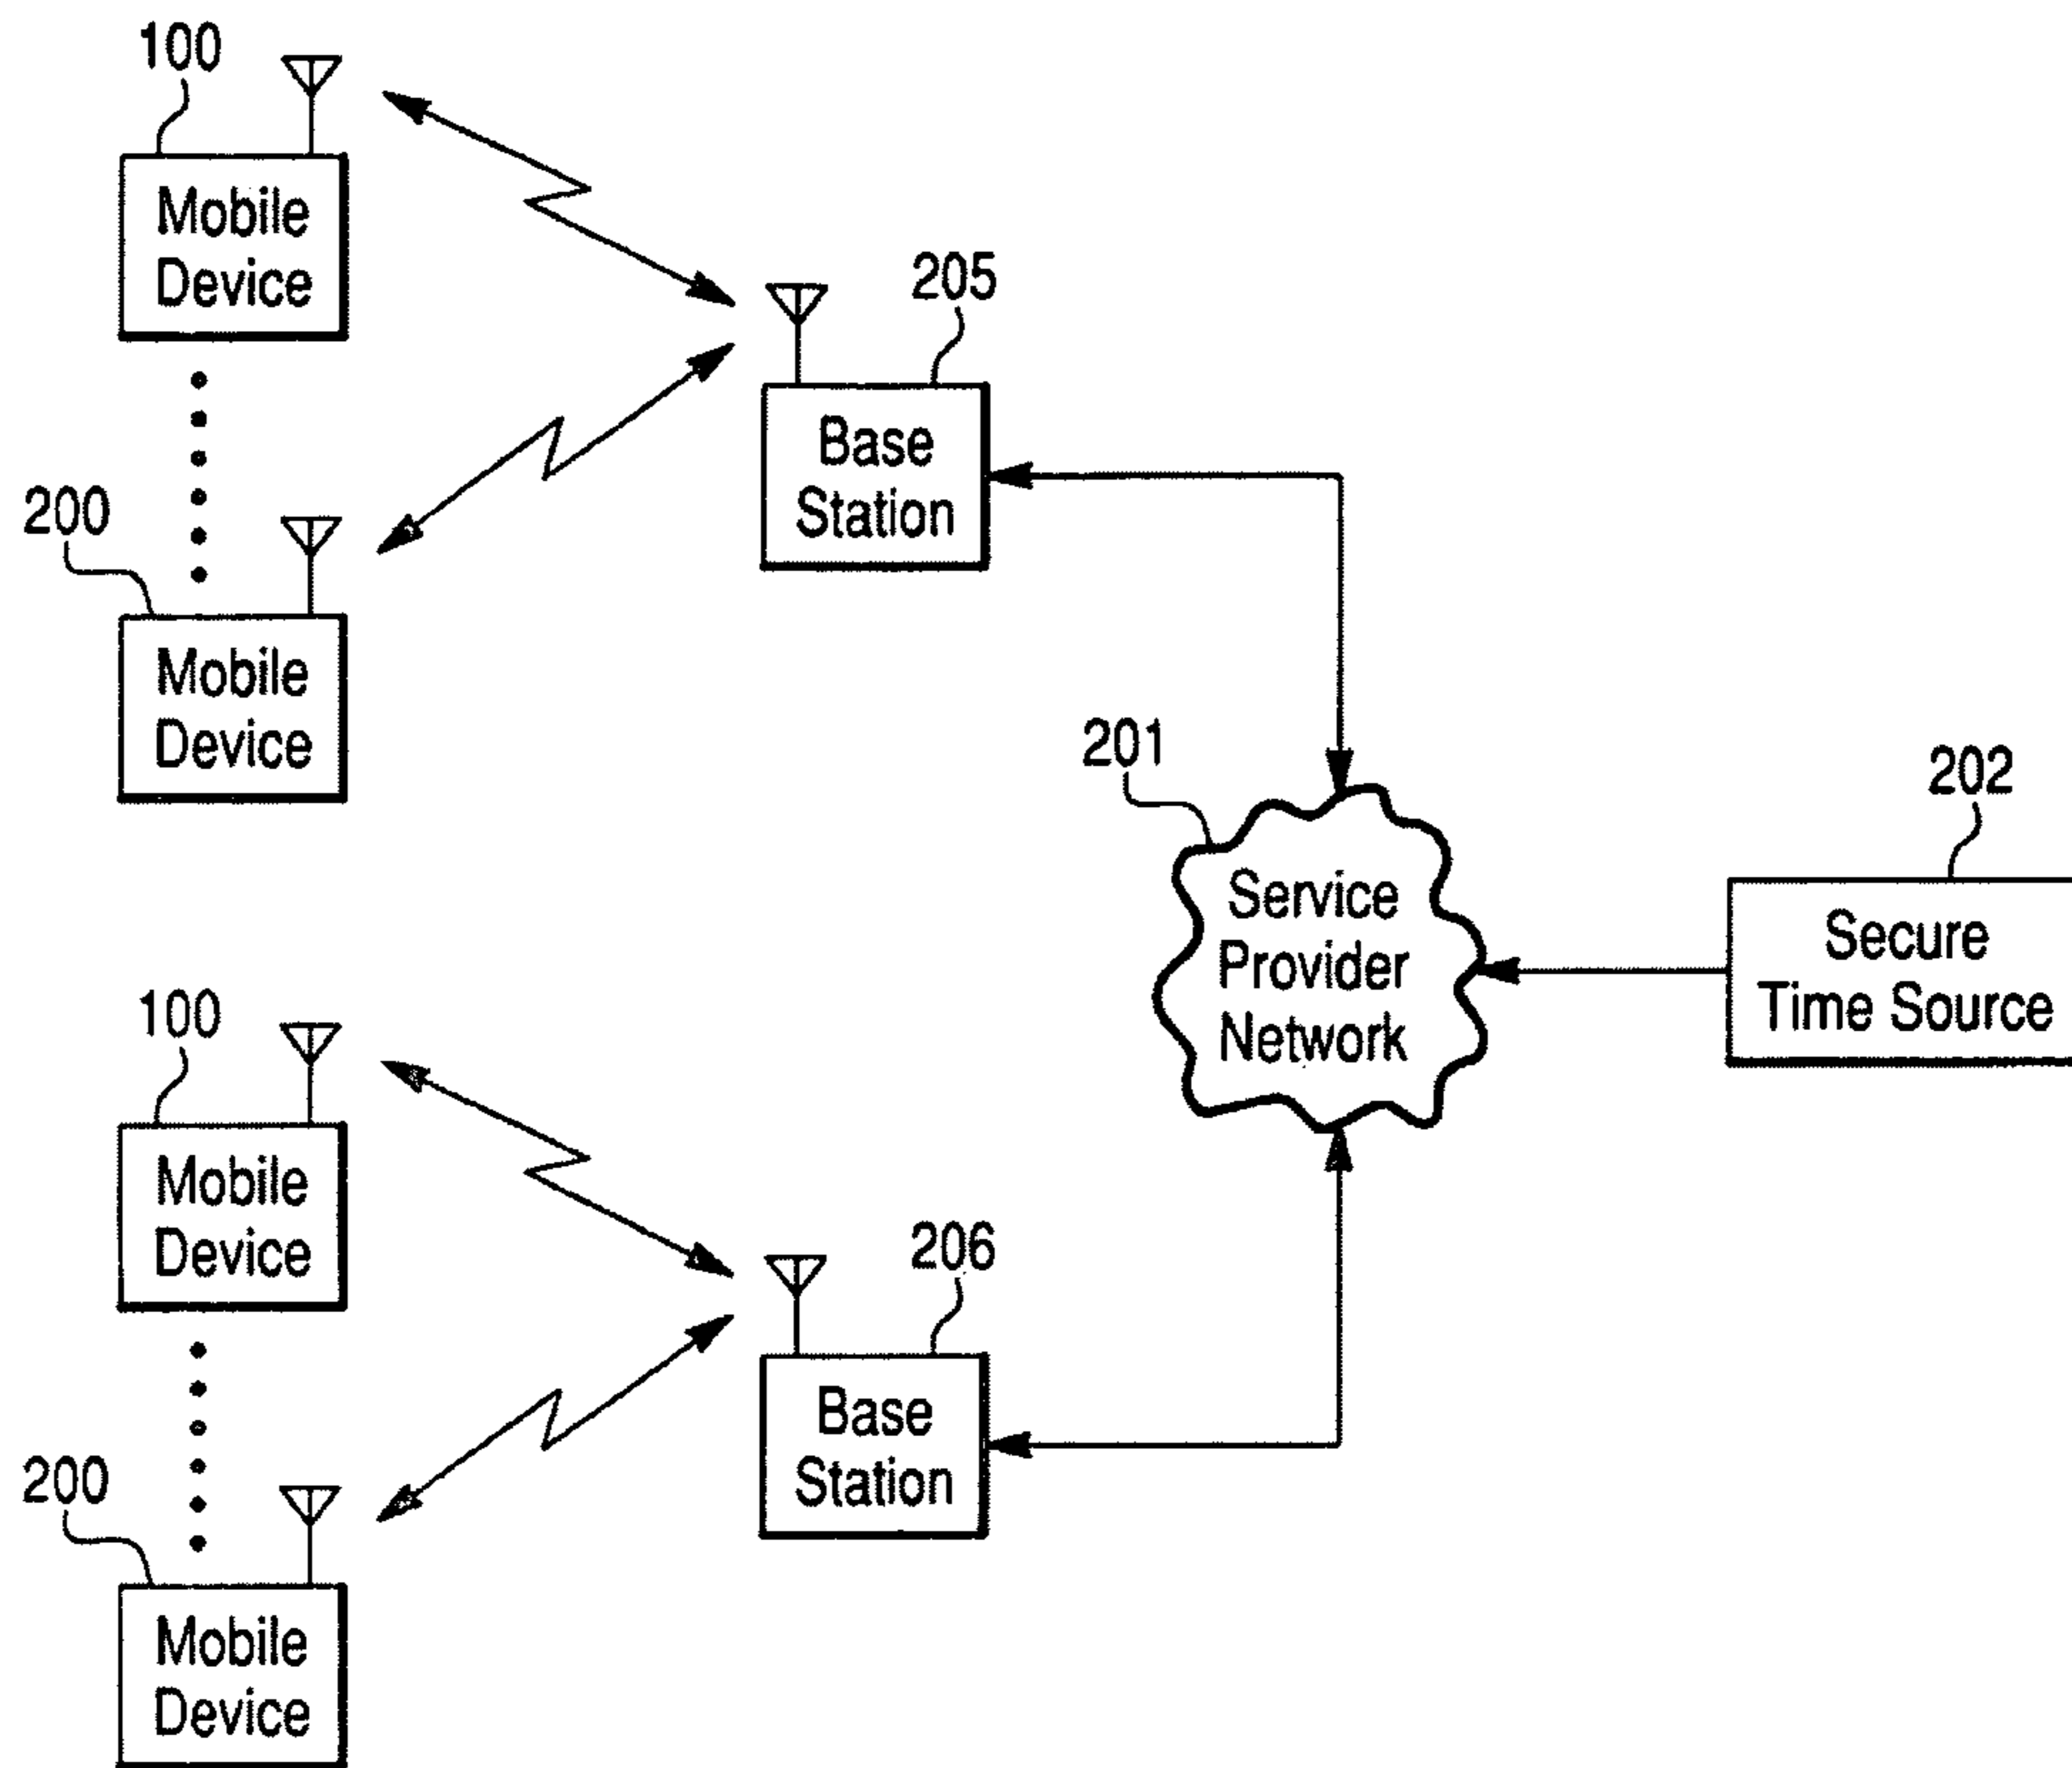 100
Mobile
Device
200
Mobile
Device
205
Base
Station
201
Service
Provider
Network
202
Secure
Time Source
100
Mobile
Device
200
Mobile
Device
206
Base
Station